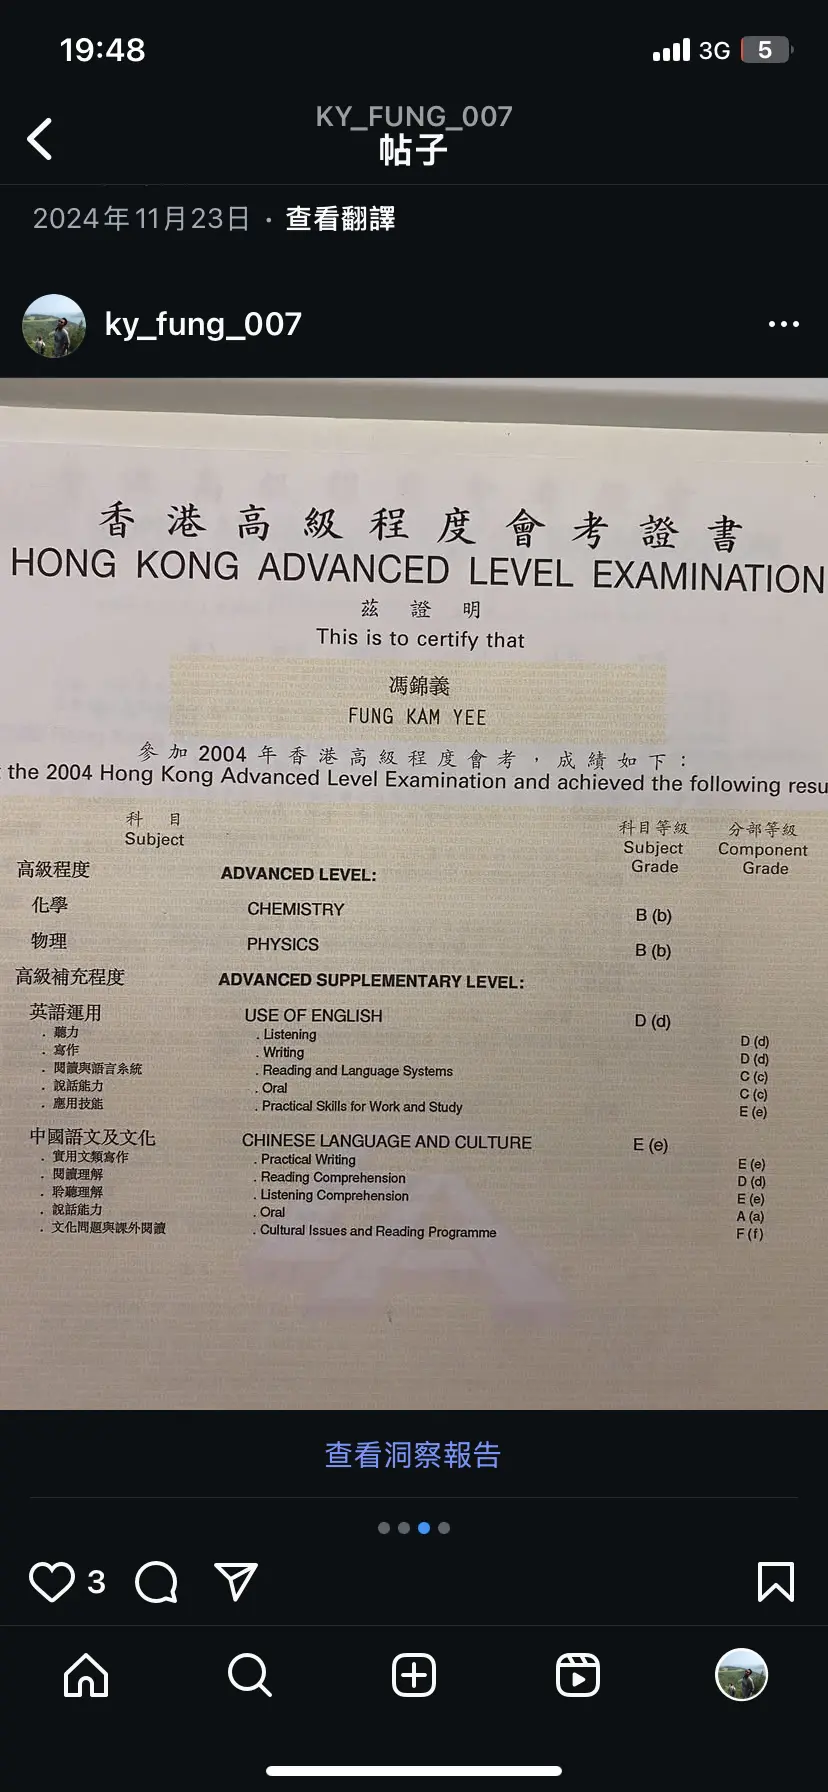 19:48
3G
5
KY_FUNG_007
帖子
2024年11月23日 · 查看翻譯
ky_fung_007
香港高級程度會考證書
HONG KONG ADVANCED LEVEL EXAMINATION
茲證明
This is to certify that
馮錦義
FUNG KAM YEE
參加 2004 年香港高級程度會考，成績如下：
the 2004 Hong Kong Advanced Level Examination and achieved the following resu
科目 科目等級 分部等級
Subject Subject Grade Component Grade
高級程度 ADVANCED LEVEL:
化學 CHEMISTRY B (b)
物理 PHYSICS B (b)
高級補充程度 ADVANCED SUPPLEMENTARY LEVEL:
英語運用 USE OF ENGLISH D (d)
. 聽力 . Listening D (d)
. 寫作 . Writing D (d)
. 閱讀與語言系統 . Reading and Language Systems C (c)
. 說話能力 . Oral C (c)
. 應用技能 . Practical Skills for Work and Study E (e)
中國語文及文化 CHINESE LANGUAGE AND CULTURE E (e)
. 實用文類寫作 . Practical Writing E (e)
. 閱讀理解 . Reading Comprehension D (d)
. 聆聽理解 . Listening Comprehension E (e)
. 說話能力 . Oral A (a)
. 文化問題與課外閱讀 . Cultural Issues and Reading Programme F (f)
查看洞察報告
3